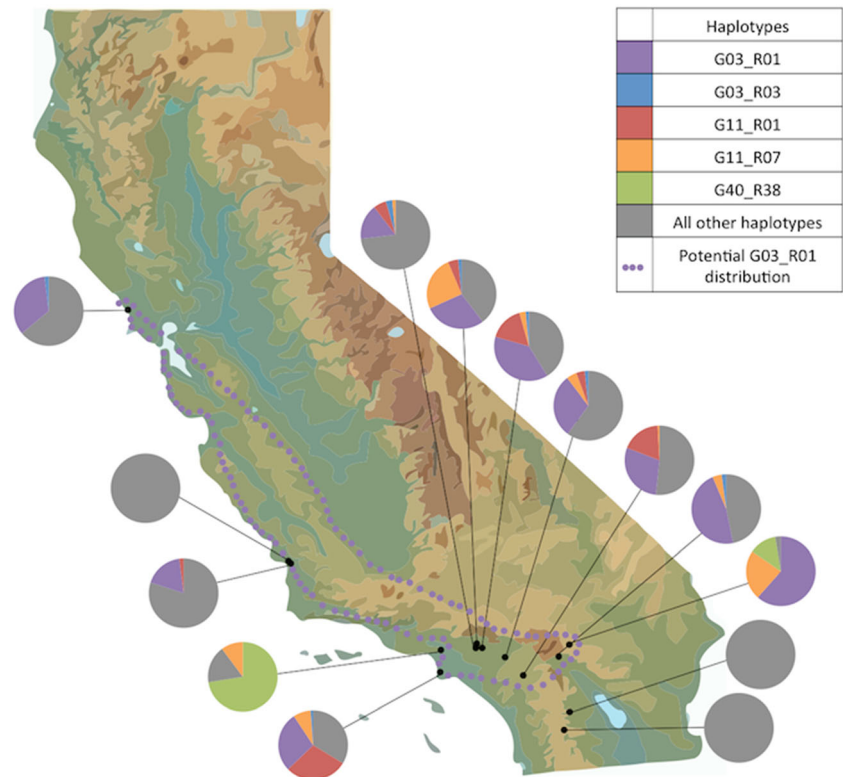 Haplotypes
G03_R01
G03_R03
G11_R01
G11_R07
G40_R38
All other haplotypes
Potential G03_R01
distribution